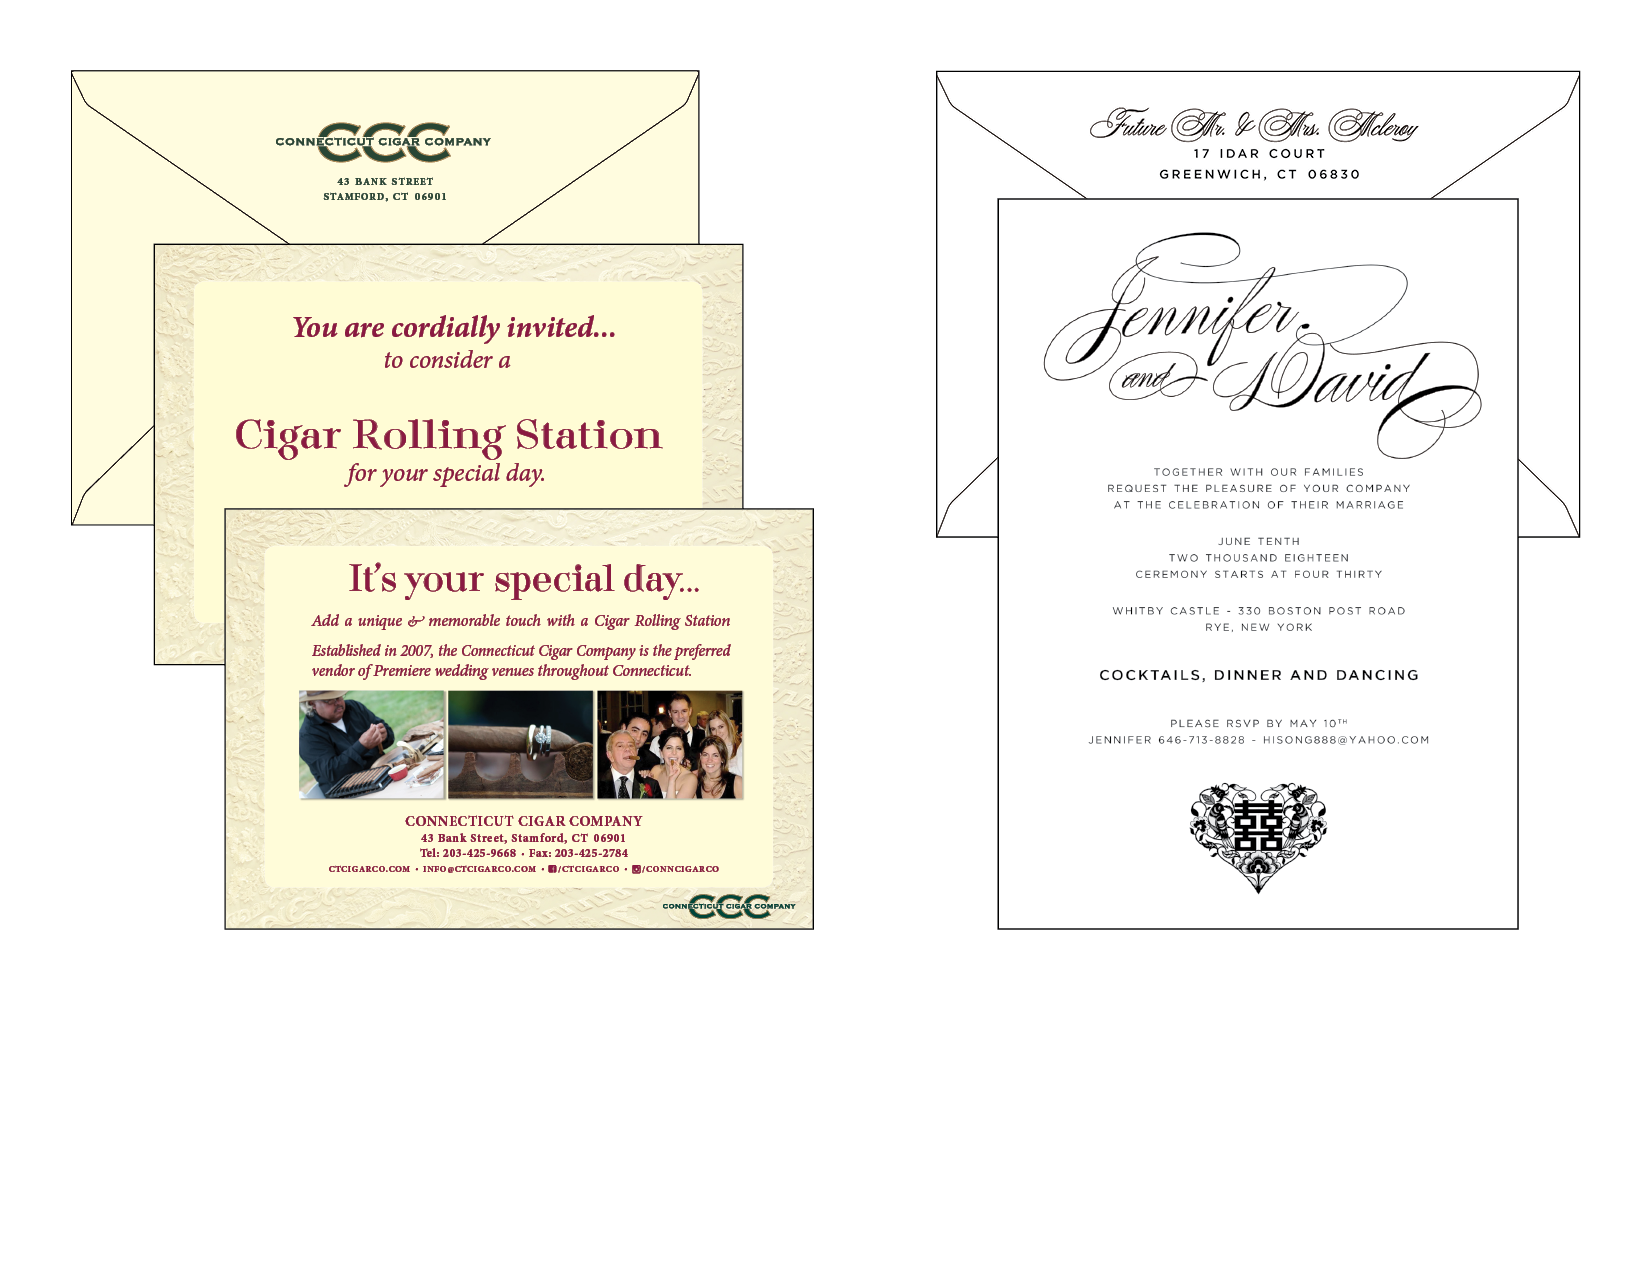 CCC
CONNECTICUT CIGAR COMPANY
43 BANK STREET
STAMFORD, CT 06901
You are cordially invited...
to consider a
Cigar Rolling Station
for your special day.
It's your special day...
Add a unique & memorable touch with a Cigar Rolling Station
Established in 2007, the Connecticut Cigar Company is the preferred
vendor of Premiere wedding venues throughout Connecticut.
CONNECTICUT CIGAR COMPANY
43 Bank Street, Stamford, CT 06901
Tel: 203-425-9668 • Fax: 203-425-2784
CTCIGARCO.COM • INFO@CTCIGARCO.COM • /CTCIGARCO • /CONNCIGARCO
CCC
CONNECTICUT CIGAR COMPANY
Future Mr. & Mrs. Mcleroy
17 IDAR COURT
GREENWICH, CT 06830
Jennifer
and David
TOGETHER WITH OUR FAMILIES
REQUEST THE PLEASURE OF YOUR COMPANY
AT THE CELEBRATION OF THEIR MARRIAGE
JUNE TENTH
TWO THOUSAND EIGHTEEN
CEREMONY STARTS AT FOUR THIRTY
WHITBY CASTLE - 330 BOSTON POST ROAD
RYE, NEW YORK
COCKTAILS, DINNER AND DANCING
PLEASE RSVP BY MAY 10TH
JENNIFER 646-713-8828 - HISONG888@YAHOO.COM
囍